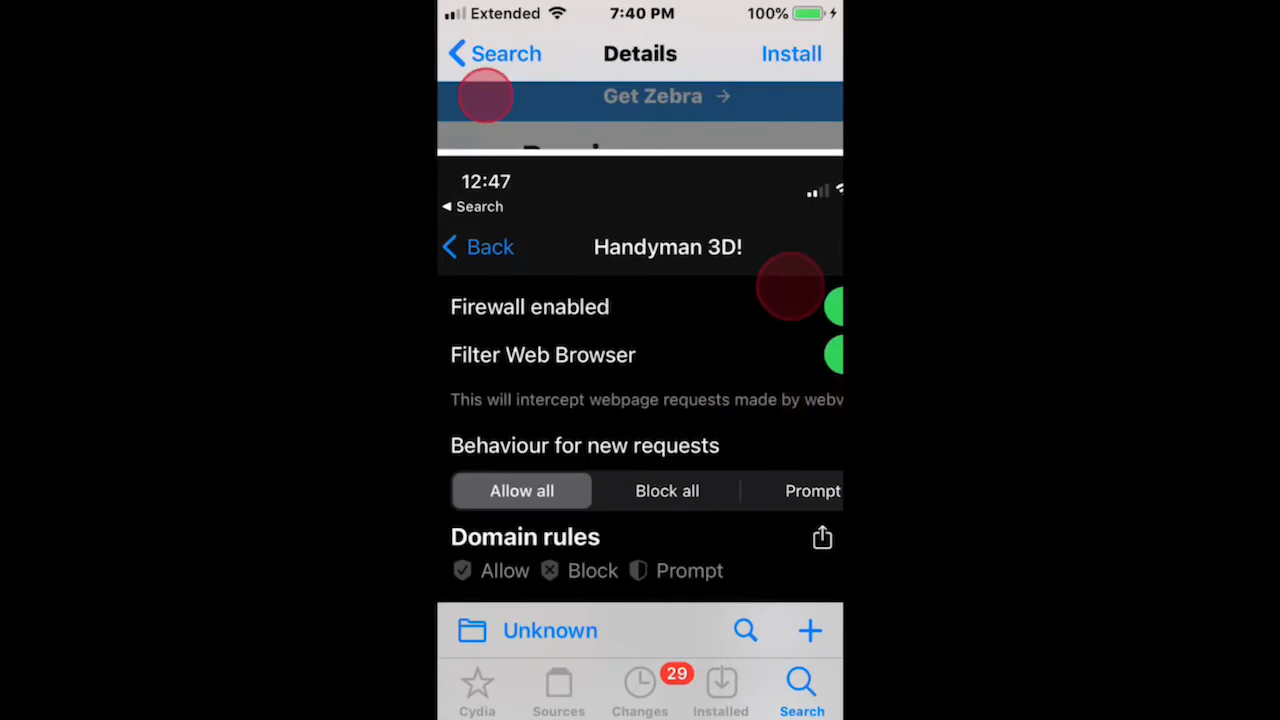 Extended 7:40 PM 100%
Search Details Install
Get Zebra →
12:47
Search
Back Handyman 3D!
Firewall enabled
Filter Web Browser
This will intercept webpage requests made by webv
Behaviour for new requests
Allow all Block all Prompt
Domain rules
Allow Block Prompt
Unknown
29
Cydia Sources Changes Installed Search